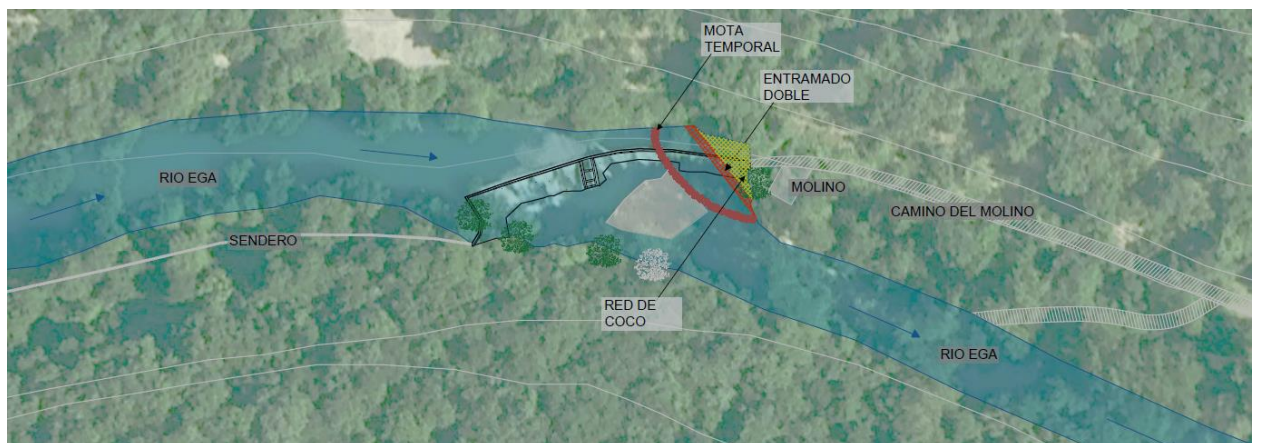 MOTA
TEMPORAL
ENTRAMADO
DOBLE
RIO EGA
MOLINO
CAMINO DEL MOLINO
SENDERO
RED DE
COCO
RIO EGA